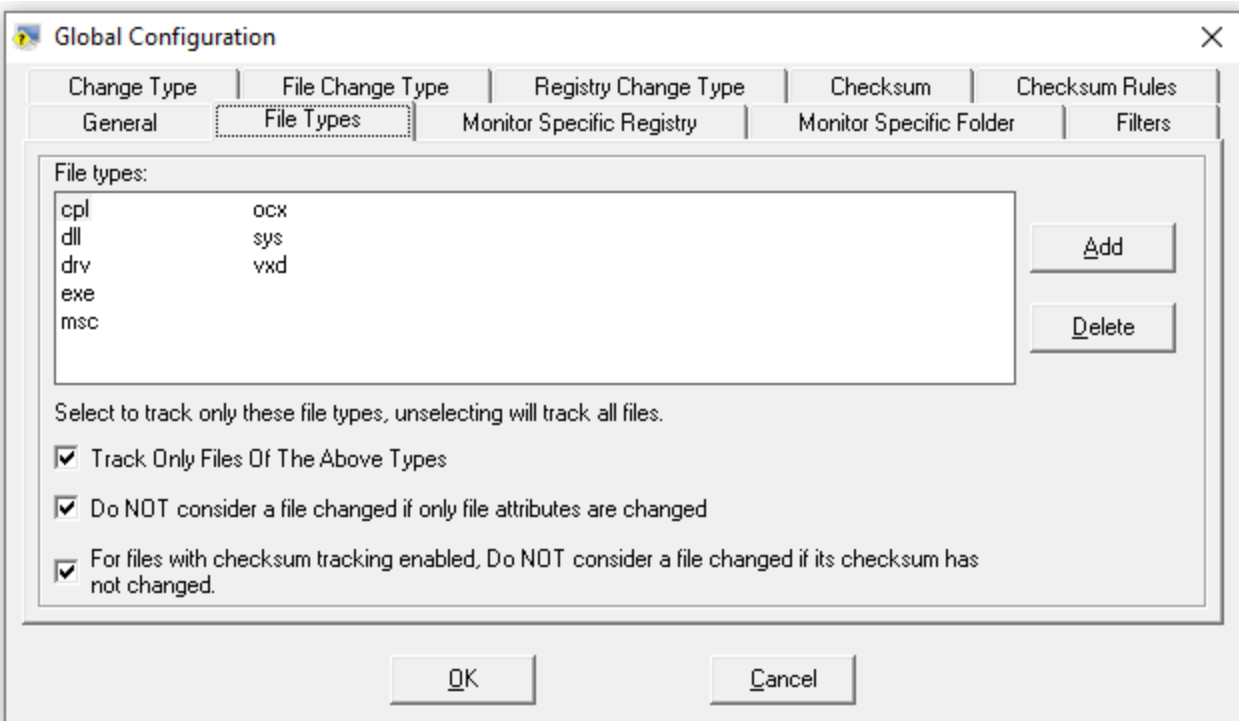 Global Configuration
Change Type File Change Type Registry Change Type Checksum Checksum Rules
General File Types Monitor Specific Registry Monitor Specific Folder Filters
File types:
cpl ocx
dll sys
drv vxd
exe
msc
Add
Delete
Select to track only these file types, unselecting will track all files.
Track Only Files Of The Above Types
Do NOT consider a file changed if only file attributes are changed
For files with checksum tracking enabled, Do NOT consider a file changed if its checksum has
not changed.
OK Cancel